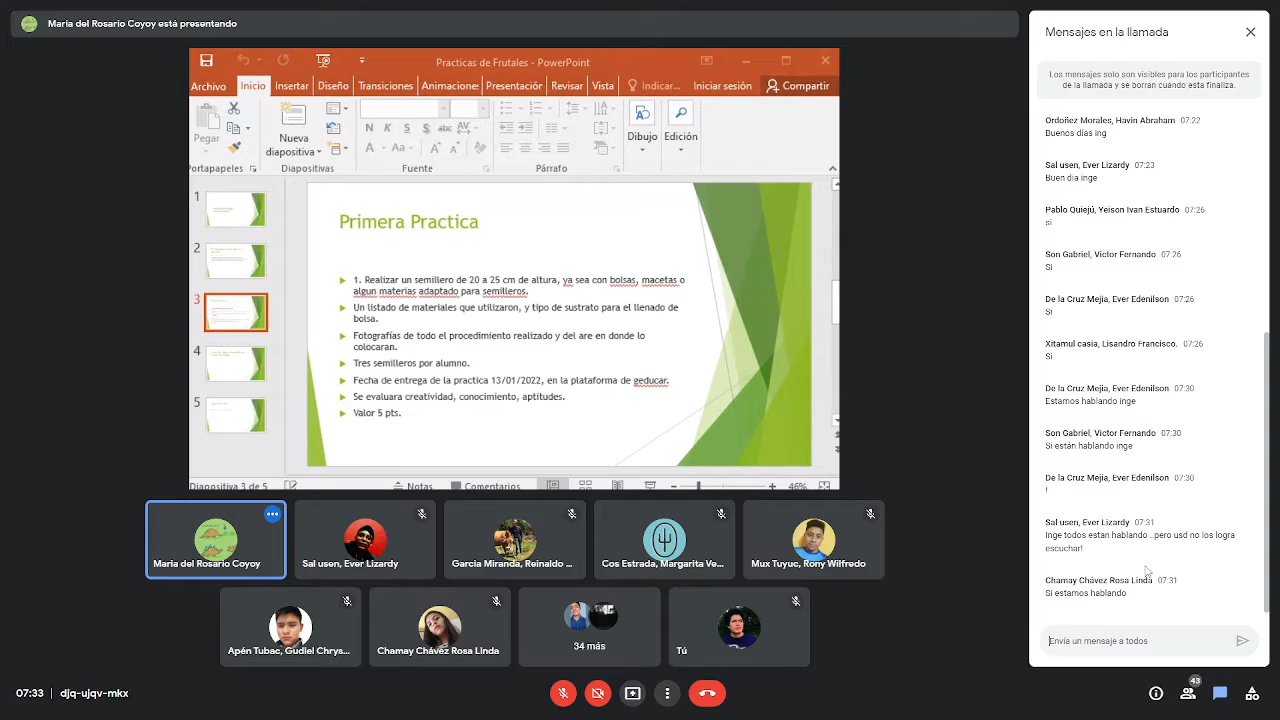 Maria del Rosario Coyoy está presentando
Practicas de Frutales - PowerPoint
Archivo Inicio Insertar Diseño Transiciones Animacione Presentaciór Revisar Vista Indicar... Iniciar sesión Compartir
Pegar
Nueva
diapositiva
N K S S abc AV
A Aa A A
Dibujo
Edición
Portapapeles Diapositivas Fuente Párrafo
1
2
3
4
5
Primera Practica
1. Realizar un semillero de 20 a 25 cm de altura, ya sea con bolsas, macetas o
algun materias adaptado para semilleros.
Un listado de materiales que utilizaron, y tipo de sustrato para el llenado de
bolsa.
Fotografías de todo el procedimiento realizado y del are en donde lo
colocaran.
Tres semilleros por alumno.
Fecha de entrega de la practica 13/01/2022, en la plataforma de geducar.
Se evaluara creatividad, conocimiento, aptitudes.
Valor 5 pts.
Diapositiva 3 de 5 Notas Comentarios 46%
Maria del Rosario Coyoy
Sal usen, Ever Lizardy
Garcia Miranda, Reinaldo ...
Cos Estrada, Margarita Ve...
Mux Tuyuc, Rony Wilfredo
Apén Tubac, Gudiel Chrys...
Chamay Chávez Rosa LInda
34 más
Tú
07:33 djq-ujqv-mkx
43
Mensajes en la llamada
Los mensajes solo son visibles para los participantes
de la llamada y se borran cuando esta finaliza.
Ordoñez Morales, Havin Abraham 07:22
Buenos días ing
Sal usen, Ever Lizardy 07:23
Buen dia inge
Pablo Quiejú, Yeison Ivan Estuardo 07:26
si
Son Gabriel, Victor Fernando 07:26
Si
De la Cruz Mejia, Ever Edenilson 07:26
Si
Xitamul casia, Lisandro Francisco. 07:26
Si
De la Cruz Mejia, Ever Edenilson 07:30
Estamos hablando inge
Son Gabriel, Victor Fernando 07:30
Si están hablando inge
De la Cruz Mejia, Ever Edenilson 07:30
!
Sal usen, Ever Lizardy 07:31
Inge todos estan hablando ..pero usd no los logra
escuchar!
Chamay Chávez Rosa LInda 07:31
Si estamos hablando
Envía un mensaje a todos